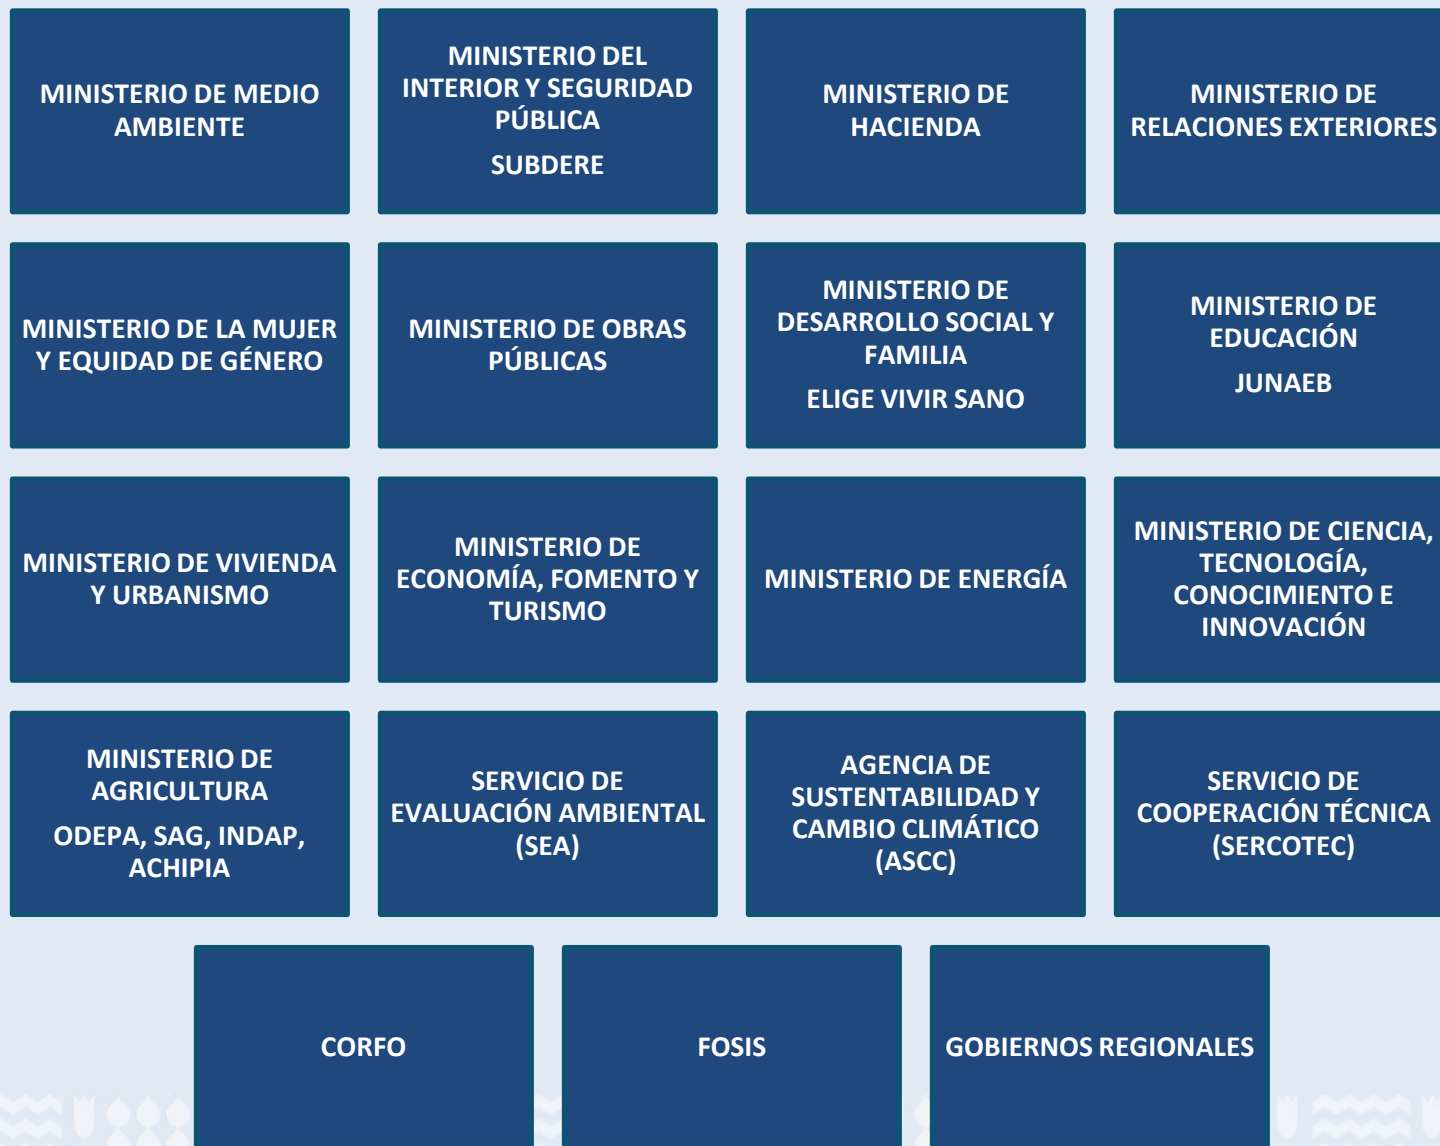 MINISTERIO DE MEDIO
AMBIENTE
MINISTERIO DEL
INTERIOR Y SEGURIDAD
PÚBLICA
SUBDERE
MINISTERIO DE
HACIENDA
MINISTERIO DE
RELACIONES EXTERIORES
MINISTERIO DE LA MUJER
Y EQUIDAD DE GÉNERO
MINISTERIO DE OBRAS
PÚBLICAS
MINISTERIO DE
DESARROLLO SOCIAL Y
FAMILIA
ELIGE VIVIR SANO
MINISTERIO DE
EDUCACIÓN
JUNAEB
MINISTERIO DE VIVIENDA
Y URBANISMO
MINISTERIO DE
ECONOMÍA, FOMENTO Y
TURISMO
MINISTERIO DE ENERGÍA
MINISTERIO DE CIENCIA,
TECNOLOGÍA,
CONOCIMIENTO E
INNOVACIÓN
MINISTERIO DE
AGRICULTURA
ODEPA, SAG, INDAP,
ACHIPIA
SERVICIO DE
EVALUACIÓN AMBIENTAL
(SEA)
AGENCIA DE
SUSTENTABILIDAD Y
CAMBIO CLIMÁTICO
(ASCC)
SERVICIO DE
COOPERACIÓN TÉCNICA
(SERCOTEC)
CORFO
FOSIS
GOBIERNOS REGIONALES